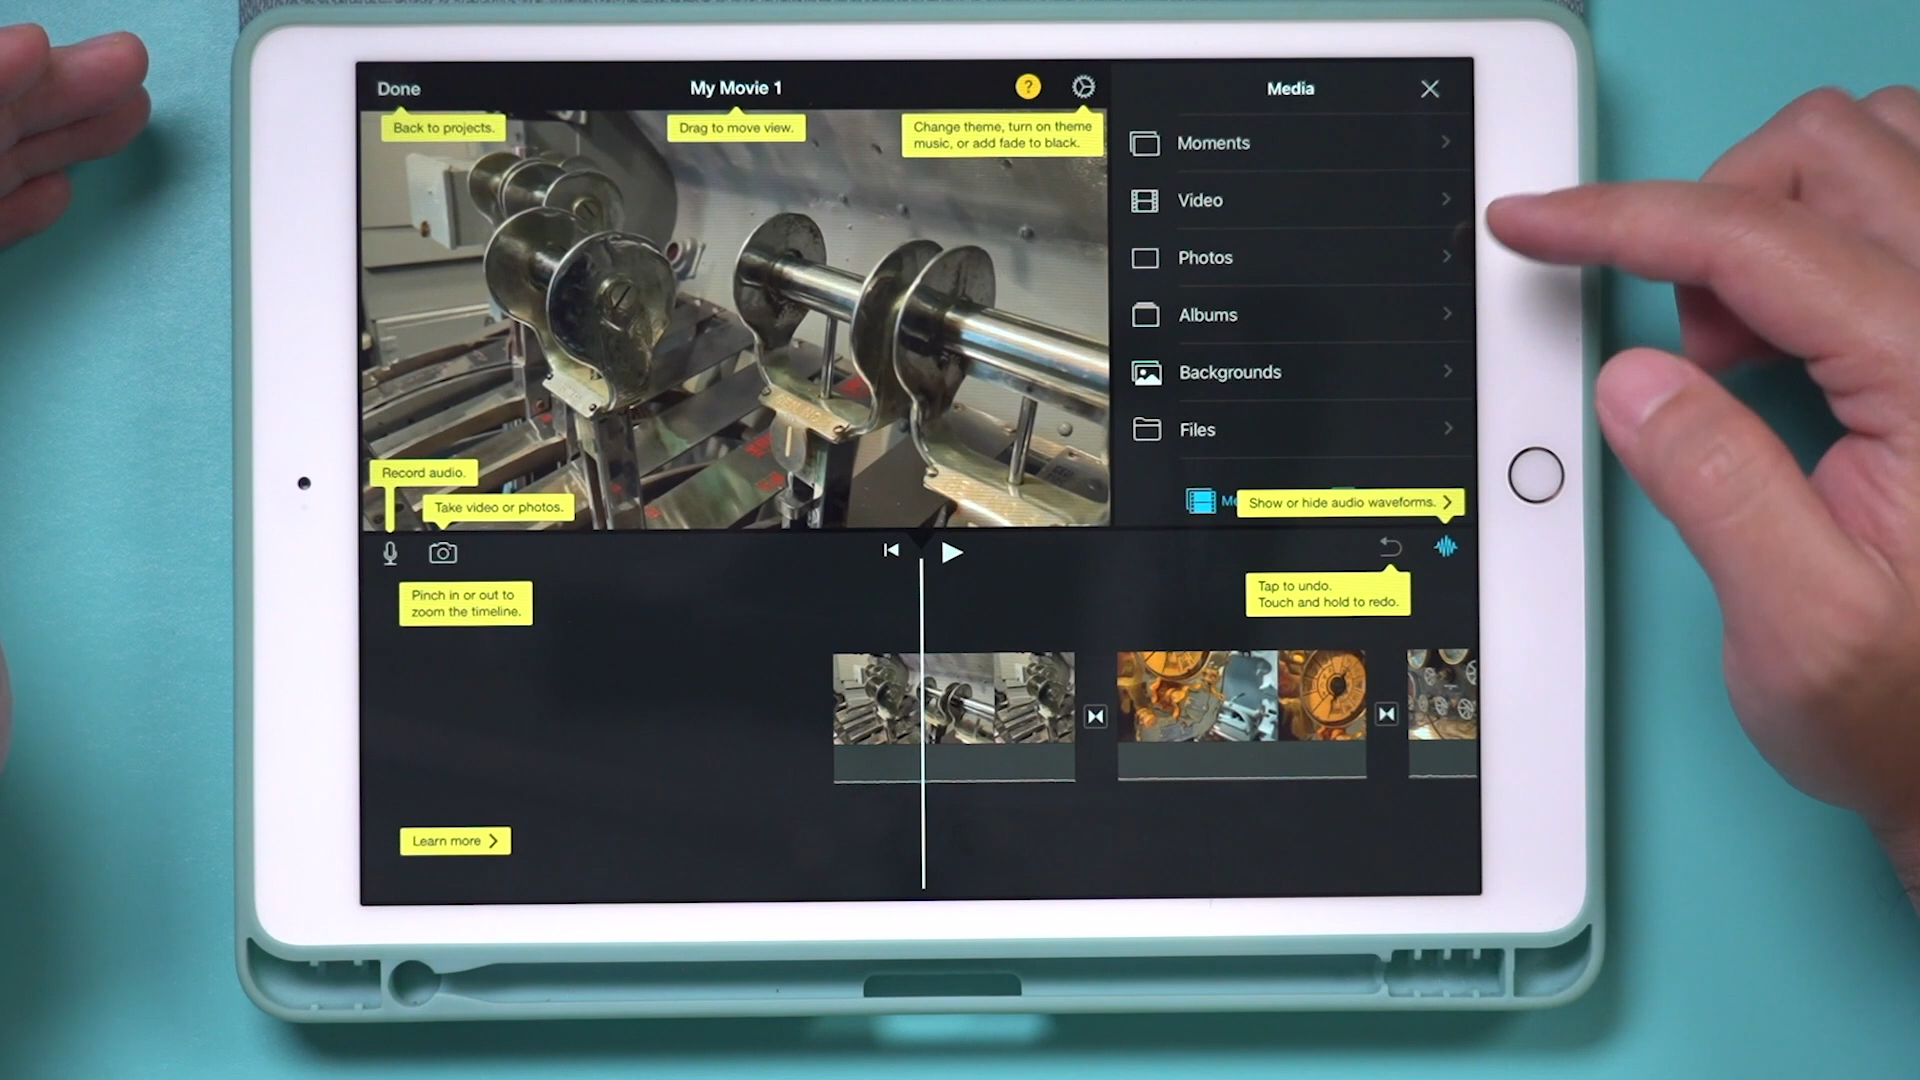 Done
My Movie 1
?
Media
Back to projects.
Drag to move view.
Change theme, turn on theme
music, or add fade to black.
Moments
Video
Photos
Albums
Backgrounds
Files
Record audio.
Take video or photos.
Show or hide audio waveforms.
Pinch in or out to
zoom the timeline.
Tap to undo.
Touch and hold to redo.
Learn more